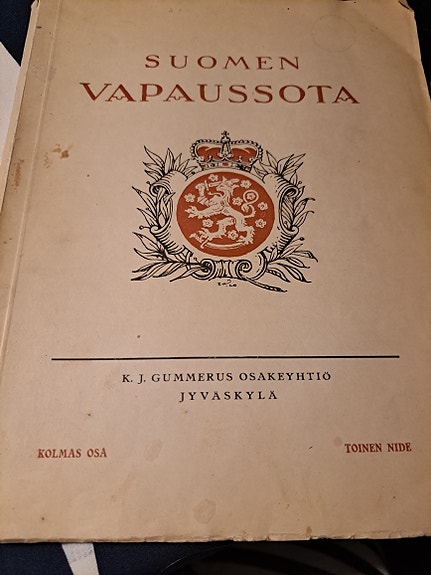 SUOMEN
VAPAUSSOTA
K. J. GUMMERUS OSAKEYHTIÖ
JYVÄSKYLÄ
KOLMAS OSA
TOINEN NIDE